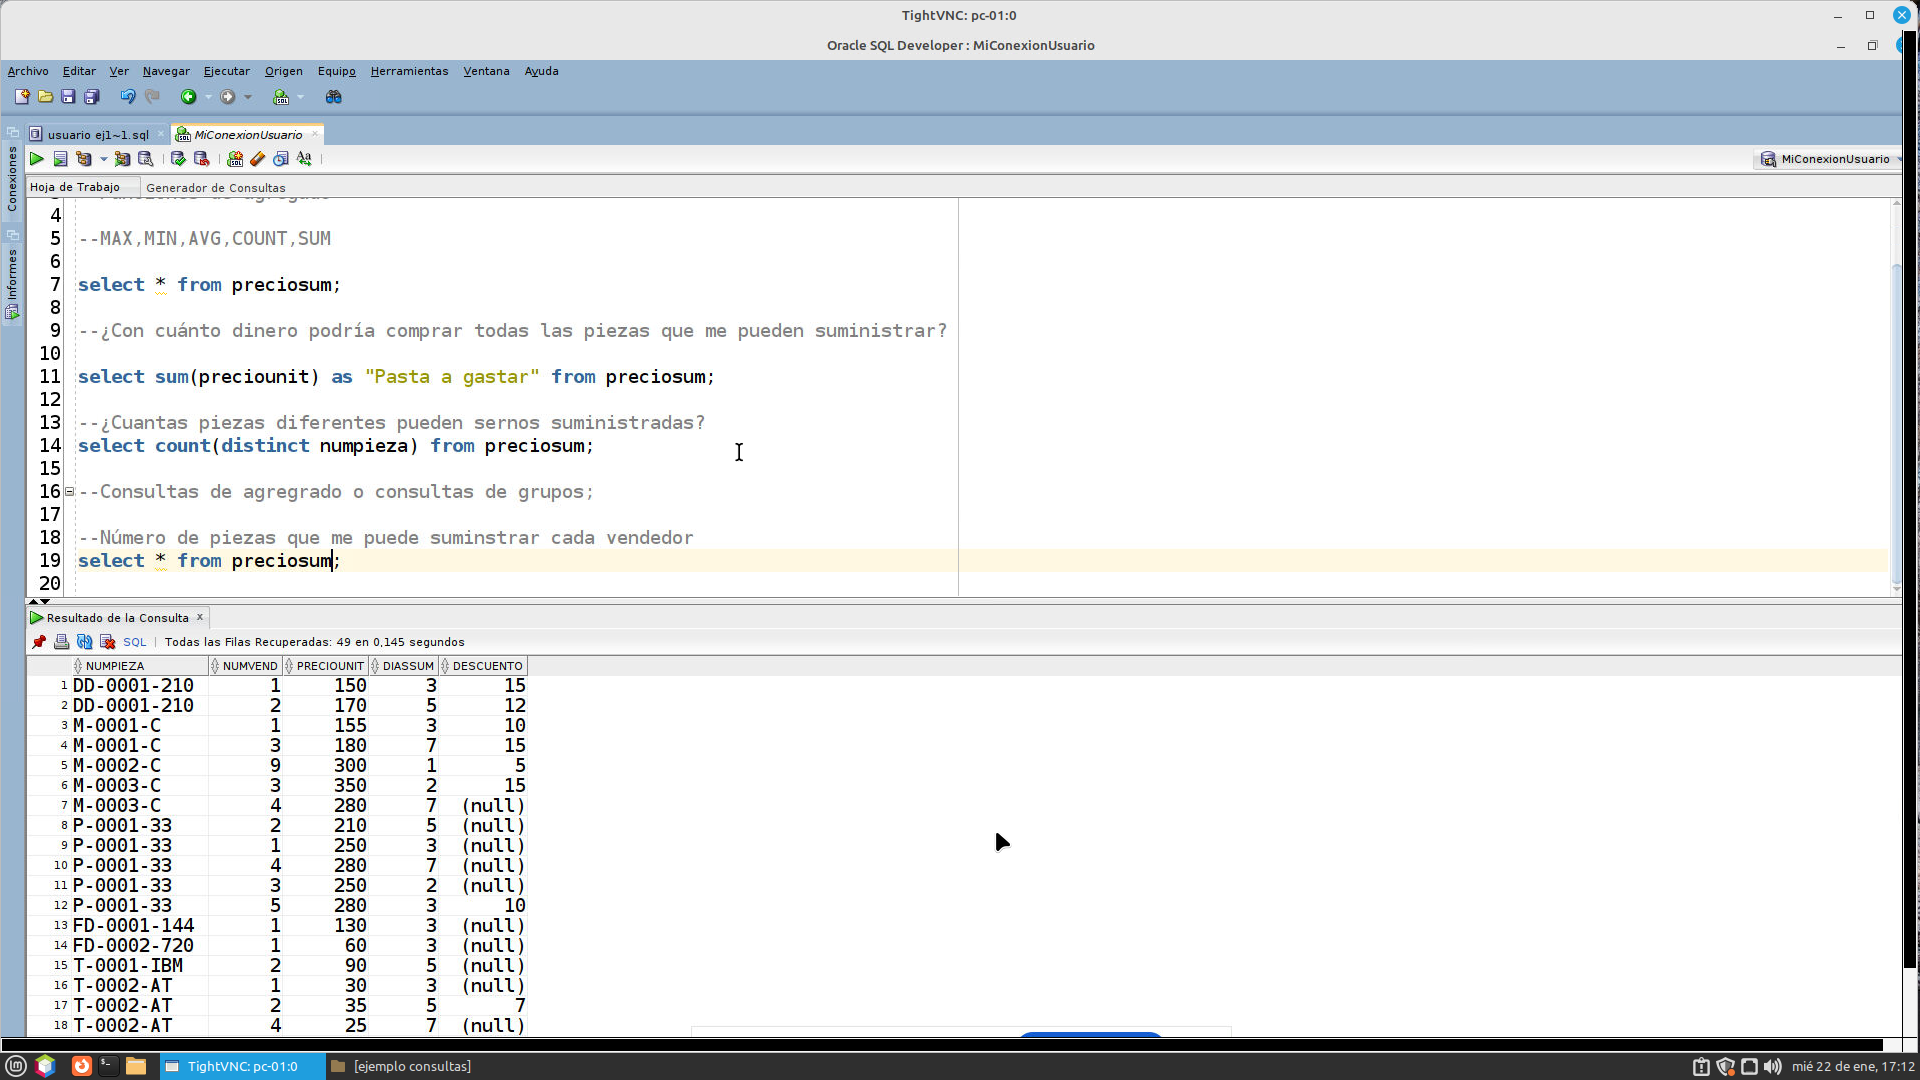 TightVNC: pc-01:0
Oracle SQL Developer : MiConexionUsuario
Archivo Editar Ver Navegar Ejecutar Origen Equipo Herramientas Ventana Ayuda
usuario ej1~1.sql MiConexionUsuario
MiConexionUsuario
Conexiones
Informes
Hoja de Trabajo Generador de Consultas
4
5 --MAX,MIN,AVG,COUNT,SUM
6
7 select * from preciosum;
8
9 --¿Con cuánto dinero podría comprar todas las piezas que me pueden suministrar?
10
11 select sum(preciounit) as "Pasta a gastar" from preciosum;
12
13 --¿Cuantas piezas diferentes pueden sernos suministradas?
14 select count(distinct numpieza) from preciosum;
15
16 --Consultas de agregrado o consultas de grupos;
17
18 --Número de piezas que me puede suminstrar cada vendedor
19 select * from preciosum;
20
Resultado de la Consulta x
SQL | Todas las Filas Recuperadas: 49 en 0,145 segundos
NUMPIEZA NUMVEND PRECIOUNIT DIASSUM DESCUENTO
1 DD-0001-210 1 150 3 15
2 DD-0001-210 2 170 5 12
3 M-0001-C 1 155 3 10
4 M-0001-C 3 180 7 15
5 M-0002-C 9 300 1 5
6 M-0003-C 3 350 2 15
7 M-0003-C 4 280 7 (null)
8 P-0001-33 2 210 5 (null)
9 P-0001-33 1 250 3 (null)
10 P-0001-33 4 280 7 (null)
11 P-0001-33 3 250 2 (null)
12 P-0001-33 5 280 3 10
13 FD-0001-144 1 130 3 (null)
14 FD-0002-720 1 60 3 (null)
15 T-0001-IBM 2 90 5 (null)
16 T-0002-AT 1 30 3 (null)
17 T-0002-AT 2 35 5 7
18 T-0002-AT 4 25 7 (null)
TightVNC: pc-01:0 [ejemplo consultas] mié 22 de ene, 17:12